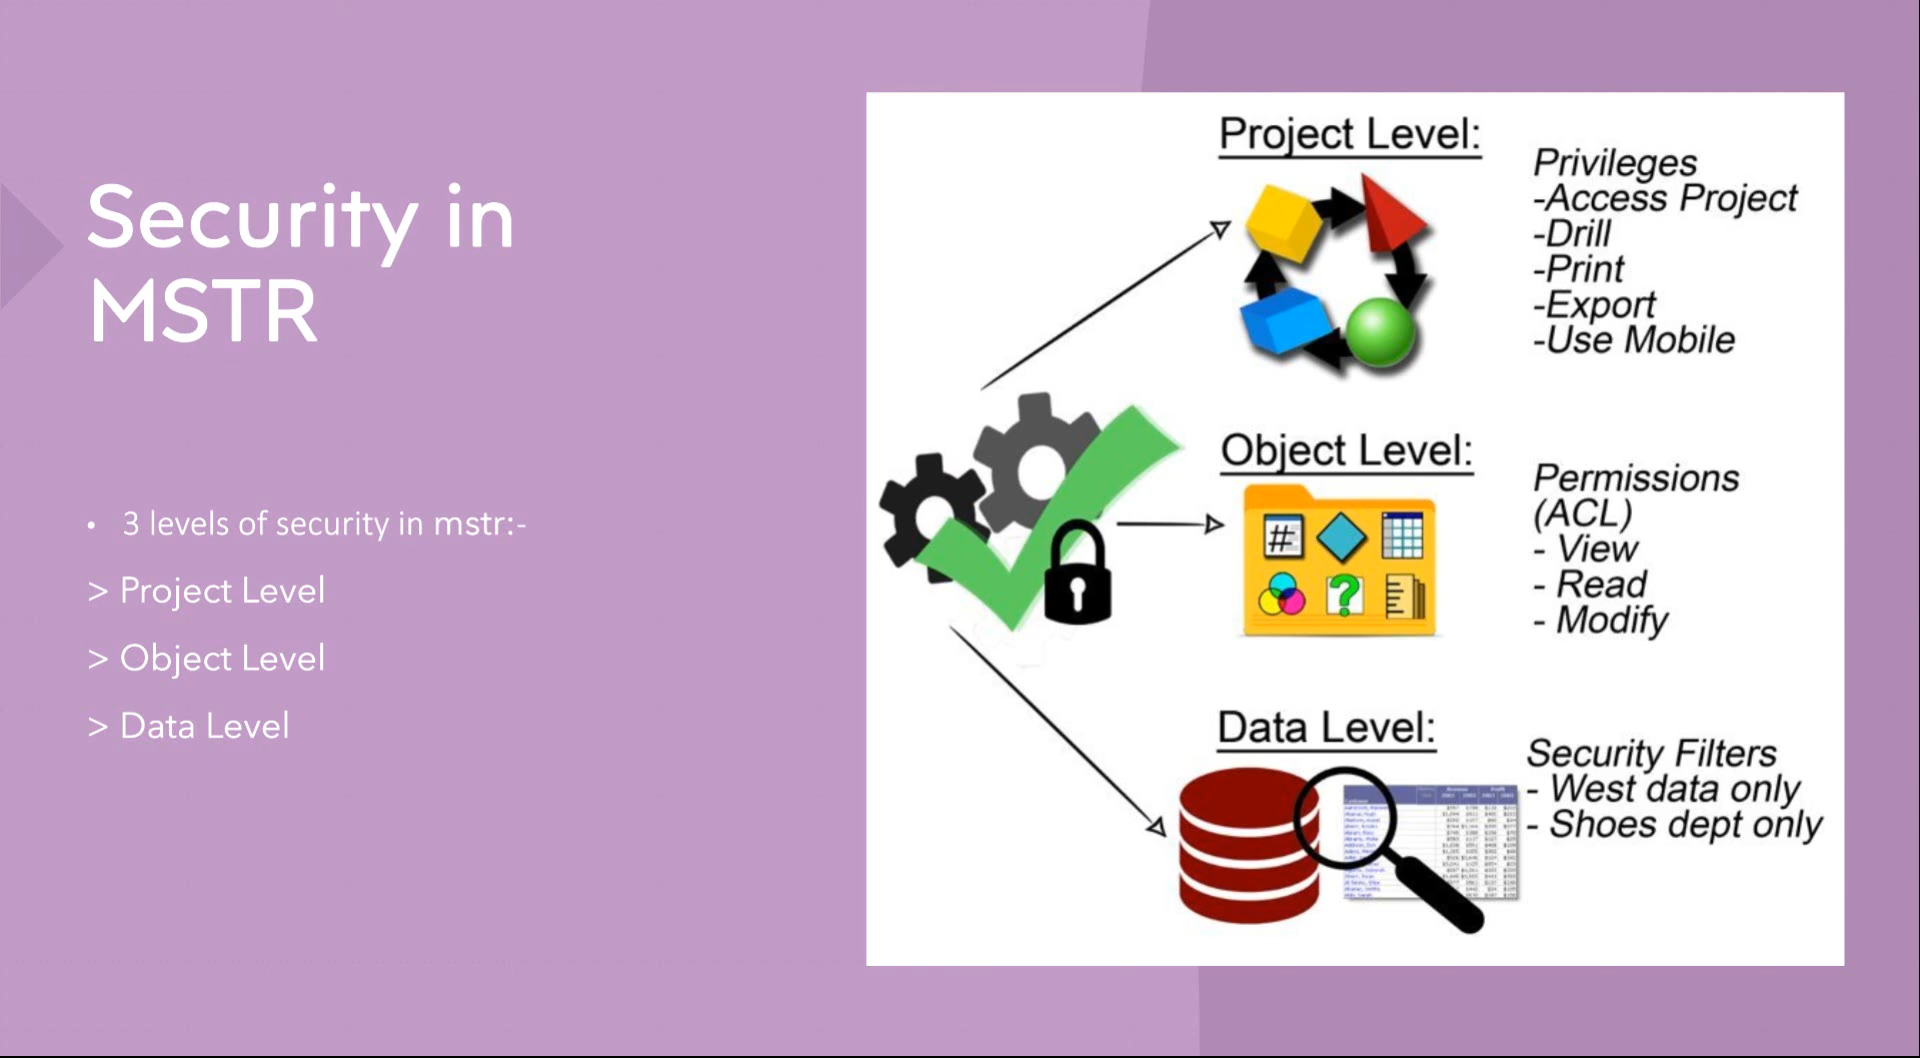 Security in
MSTR
• 3 levels of security in mstr:-
> Project Level
> Object Level
> Data Level
Project Level:
Privileges
-Access Project
-Drill
-Print
-Export
-Use Mobile
Object Level:
Permissions
(ACL)
- View
- Read
- Modify
Data Level:
Security Filters
- West data only
- Shoes dept only